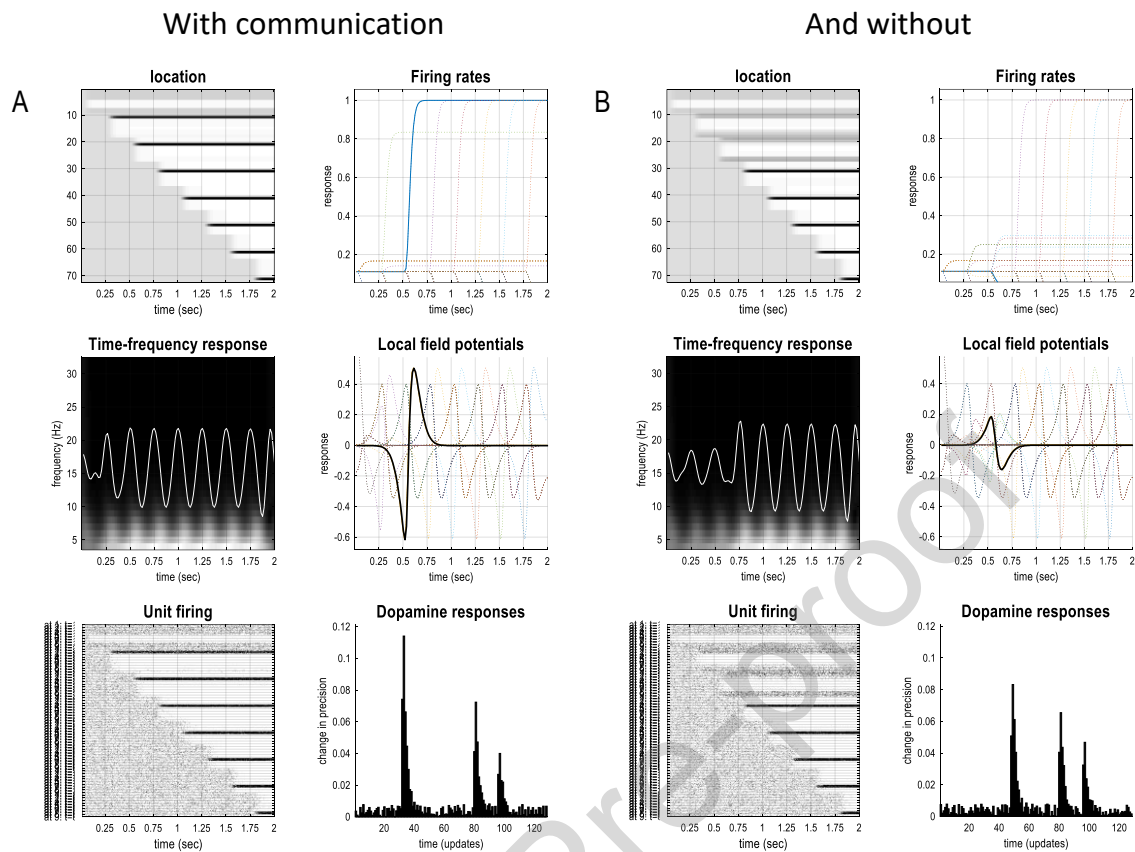 With communication
And without
A
location
10
20
30
40
50
60
70
0.25 0.5 0.75 1 1.25 1.5 1.75 2
time (sec)
Firing rates
response
1
0.8
0.6
0.4
0.2
0.25 0.5 0.75 1 1.25 1.5 1.75 2
time (sec)
B
location
10
20
30
40
50
60
70
0.25 0.5 0.75 1 1.25 1.5 1.75 2
time (sec)
Firing rates
response
1
0.8
0.6
0.4
0.2
0.25 0.5 0.75 1 1.25 1.5 1.75 2
time (sec)
Time-frequency response
frequency (Hz)
30
25
20
15
10
5
0.25 0.5 0.75 1 1.25 1.5 1.75 2
time (sec)
Local field potentials
response
0.4
0.2
0
-0.2
-0.4
-0.6
0.25 0.5 0.75 1 1.25 1.5 1.75 2
time (sec)
Time-frequency response
frequency (Hz)
30
25
20
15
10
5
0.25 0.5 0.75 1 1.25 1.5 1.75 2
time (sec)
Local field potentials
response
0.4
0.2
0
-0.2
-0.4
-0.6
0.25 0.5 0.75 1 1.25 1.5 1.75 2
time (sec)
Unit firing
0.25 0.5 0.75 1 1.25 1.5 1.75 2
time (sec)
Dopamine responses
change in precision
0.12
0.1
0.08
0.06
0.04
0.02
0
20 40 60 80 100 120
time (updates)
Unit firing
0.25 0.5 0.75 1 1.25 1.5 1.75 2
time (sec)
Dopamine responses
change in precision
0.12
0.1
0.08
0.06
0.04
0.02
0
20 40 60 80 100 120
time (updates)
Pre-proof